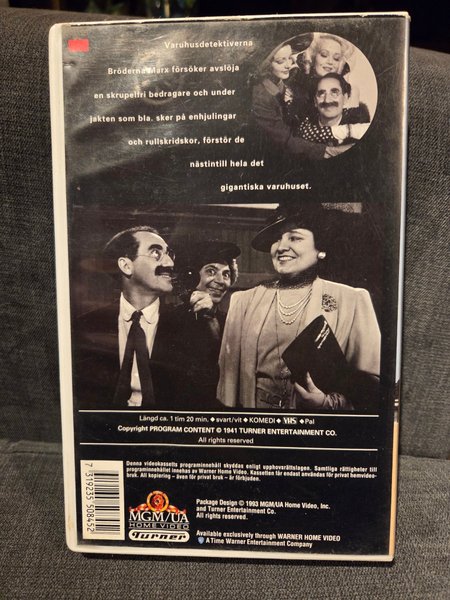 Varuhusdetektiverna
Bröderna Marx försöker avslöja
en skrupelfri bedragare och under
jakten som bla. sker på enhjulingar
och rullskridskor, förstör de
nästintill hela det
gigantiska varuhuset.
Längd ca. 1 tim 20 min. ◆ svart/vit ◆ KOMEDI ◆ VHS ◆ Pal
Copyright PROGRAM CONTENT © 1941 TURNER ENTERTAINMENT CO.
All rights reserved
Denna videokassetts programinnehåll skyddas enligt upphovsrättslagen. Samtliga rättigheter till
programinnehållet innehas av Warner Home Video. Kassetten får endast användas för privat hemvideo-
bruk. All kopiering – även för privat bruk – är förbjuden.
7 319235 508452
MGM/UA
HOME VIDEO
Turner
Package Design © 1993 MGM/UA Home Video, Inc.
and Turner Entertainment Co.
All rights reserved.
Available exclusively through WARNER HOME VIDEO
A Time Warner Entertainment Company